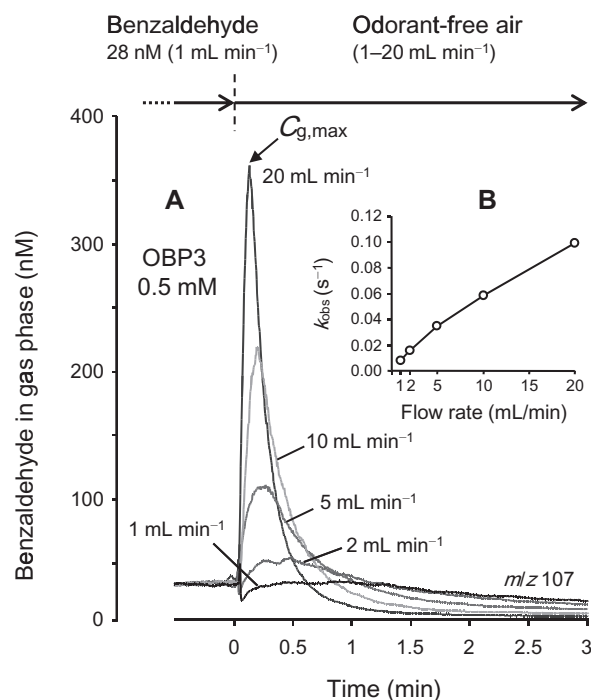 Benzaldehyde
28 nM (1 mL min⁻¹)
Odorant-free air
(1–20 mL min⁻¹)
400
300
200
100
0
Benzaldehyde in gas phase (nM)
Cg,max
20 mL min⁻¹
A
OBP3
0.5 mM
B
0.12
0.10
0.08
0.06
0.04
0.02
0.00
kobs (s⁻¹)
1 2 5 10 15 20
Flow rate (mL/min)
10 mL min⁻¹
5 mL min⁻¹
2 mL min⁻¹
1 mL min⁻¹
m/z 107
0 0.5 1 1.5 2 2.5 3
Time (min)